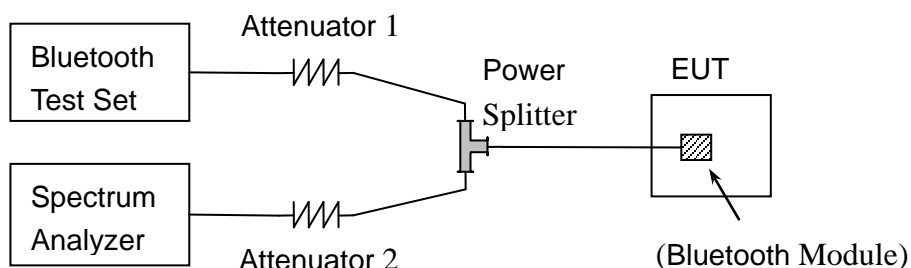 Attenuator 1
Bluetooth
Test Set
Power
Splitter
EUT
Spectrum
Analyzer
Attenuator 2
(Bluetooth Module)